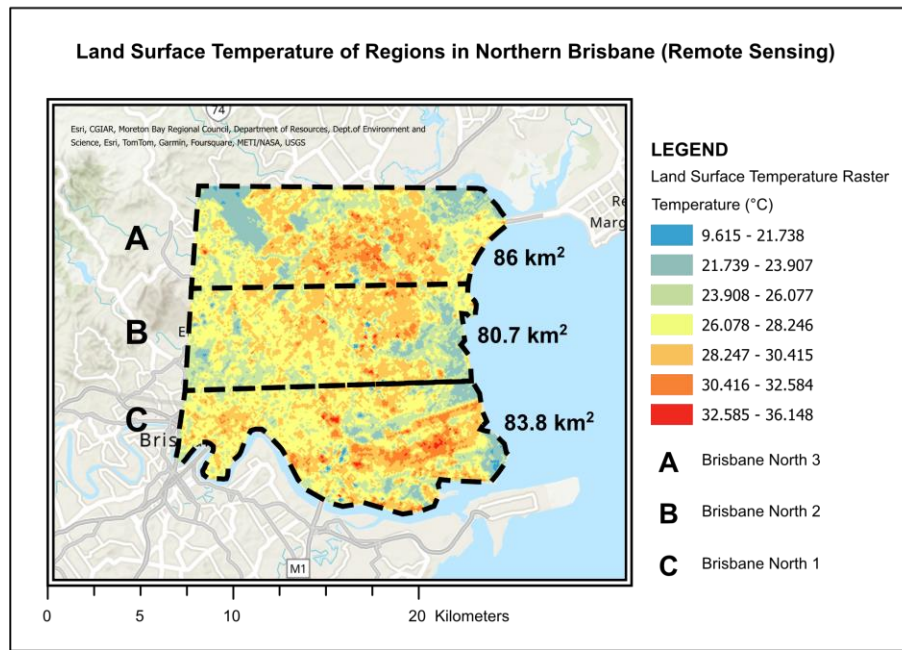 Land Surface Temperature of Regions in Northern Brisbane (Remote Sensing)
74
Esri, CGIAR, Moreton Bay Regional Council, Department of Resources, Dept.of Environment and
Science, Esri, TomTom, Garmin, Foursquare, METI/NASA, USGS
Re
Marg
A
86 km²
B
E
80.7 km²
C
Bris
83.8 km²
M1
0 5 10 20 Kilometers
LEGEND
Land Surface Temperature Raster
Temperature (°C)
9.615 - 21.738
21.739 - 23.907
23.908 - 26.077
26.078 - 28.246
28.247 - 30.415
30.416 - 32.584
32.585 - 36.148
A Brisbane North 3
B Brisbane North 2
C Brisbane North 1